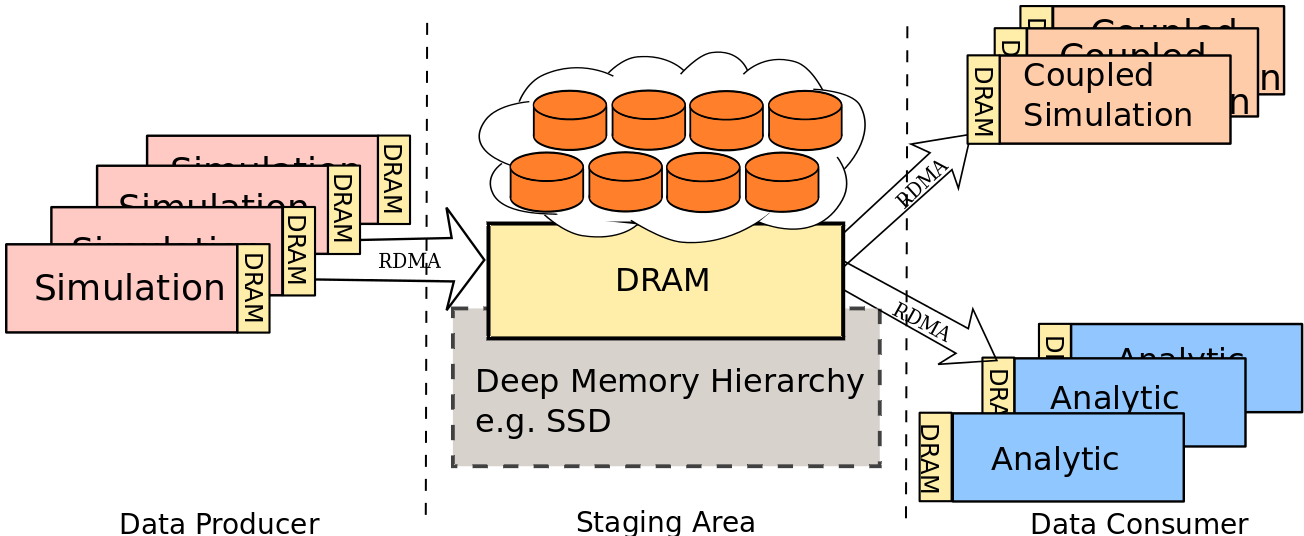 Simulation
DRAM
Simulation
DRAM
Simulation
DRAM
Simulation
DRAM
RDMA
DRAM
Deep Memory Hierarchy
e.g. SSD
RDMA
RDMA
Coupled
Coupled
DRAM
Coupled
Simulation
Analytic
Analytic
DRAM
Analytic
Data Producer
Staging Area
Data Consumer